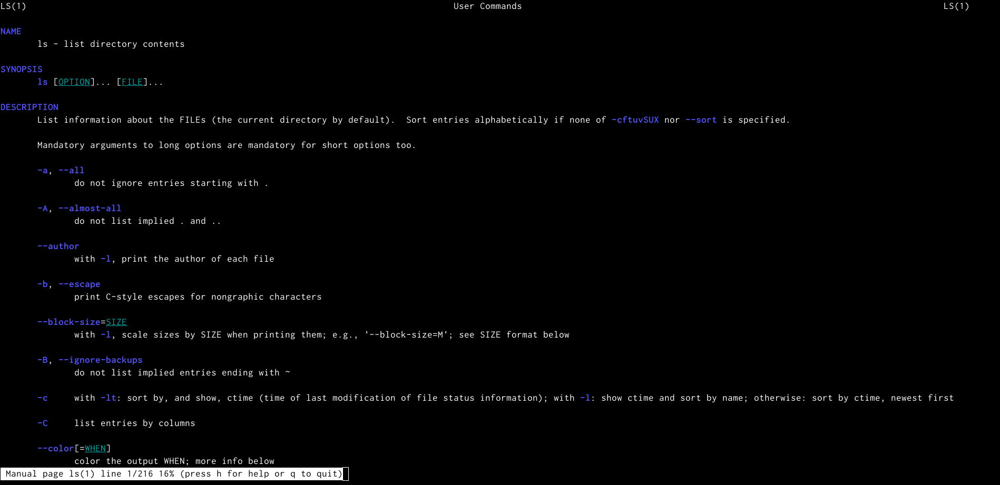 LS(1) User Commands LS(1)
NAME
ls - list directory contents
SYNOPSIS
ls [OPTION]... [FILE]...
DESCRIPTION
List information about the FILEs (the current directory by default).  Sort entries alphabetically if none of -cftuvSUX nor --sort is specified.
Mandatory arguments to long options are mandatory for short options too.
-a, --all
do not ignore entries starting with .
-A, --almost-all
do not list implied . and ..
--author
with -l, print the author of each file
-b, --escape
print C-style escapes for nongraphic characters
--block-size=SIZE
with -l, scale sizes by SIZE when printing them; e.g., '--block-size=M'; see SIZE format below
-B, --ignore-backups
do not list implied entries ending with ~
-c with -lt: sort by, and show, ctime (time of last modification of file status information); with -l: show ctime and sort by name; otherwise: sort by ctime, newest first
-C list entries by columns
--color[=WHEN]
color the output WHEN; more info below
Manual page ls(1) line 1/216 16% (press h for help or q to quit)